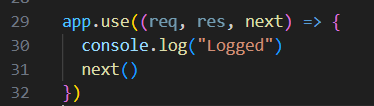 29 app.use((req, res, next) => {
30   console.log("Logged")
31   next()
32 })